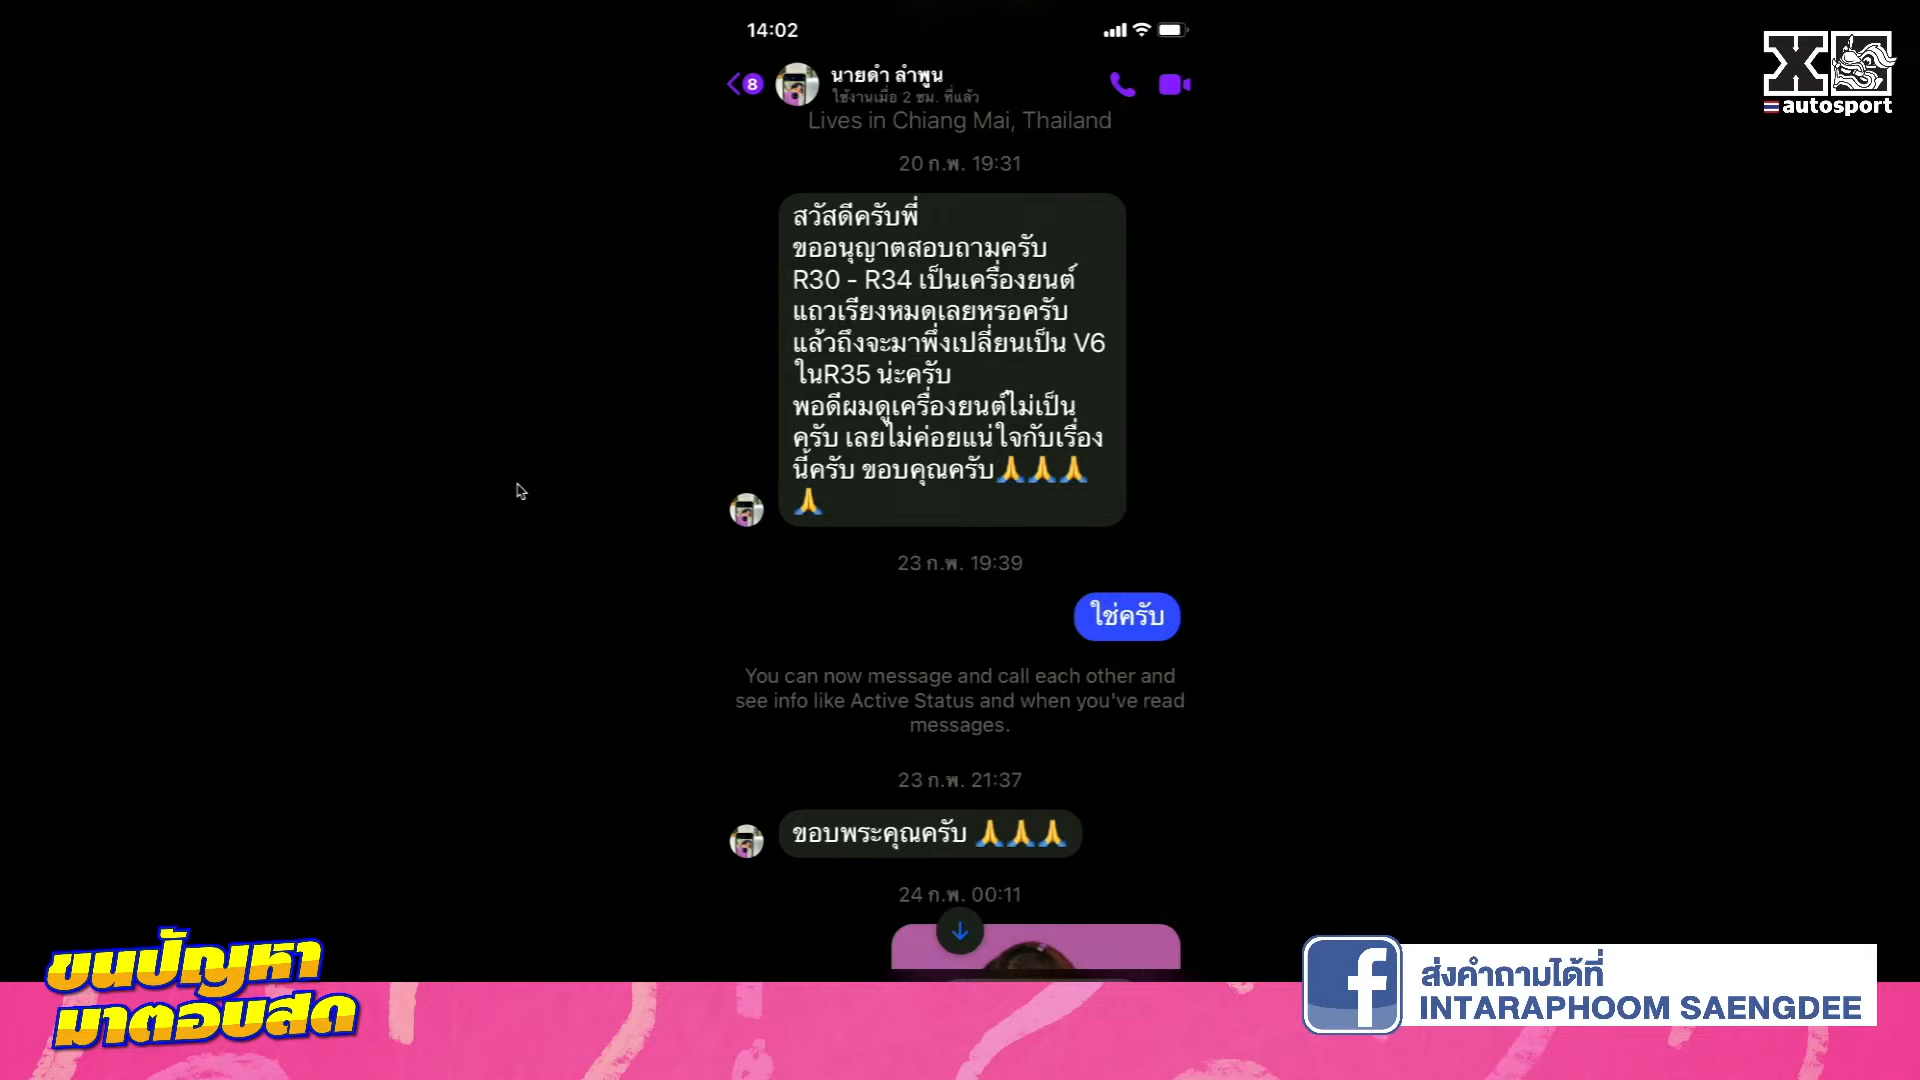 14:02
8
นายดำ ลำพูน
ใช้งานเมื่อ 2 ชม. ที่แล้ว
Lives in Chiang Mai, Thailand
20 ก.พ. 19:31
สวัสดีครับพี่
ขออนุญาตสอบถามครับ
R30 - R34 เป็นเครื่องยนต์
แถวเรียงหมดเลยหรอครับ
แล้วถึงจะมาพึ่งเปลี่ยนเป็น V6
ในR35 น่ะครับ
พอดีผมดูเครื่องยนต์ไม่เป็น
ครับ เลยไม่ค่อยแน่ใจกับเรื่อง
นี้ครับ ขอบคุณครับ🙏🙏🙏
🙏
23 ก.พ. 19:39
ใช่ครับ
You can now message and call each other and
see info like Active Status and when you've read
messages.
23 ก.พ. 21:37
ขอบพระคุณครับ 🙏🙏🙏
24 ก.พ. 00:11
X
autosport
ขนปัญหา
มาตอบสด
f
ส่งคำถามได้ที่
INTARAPHOOM SAENGDEE